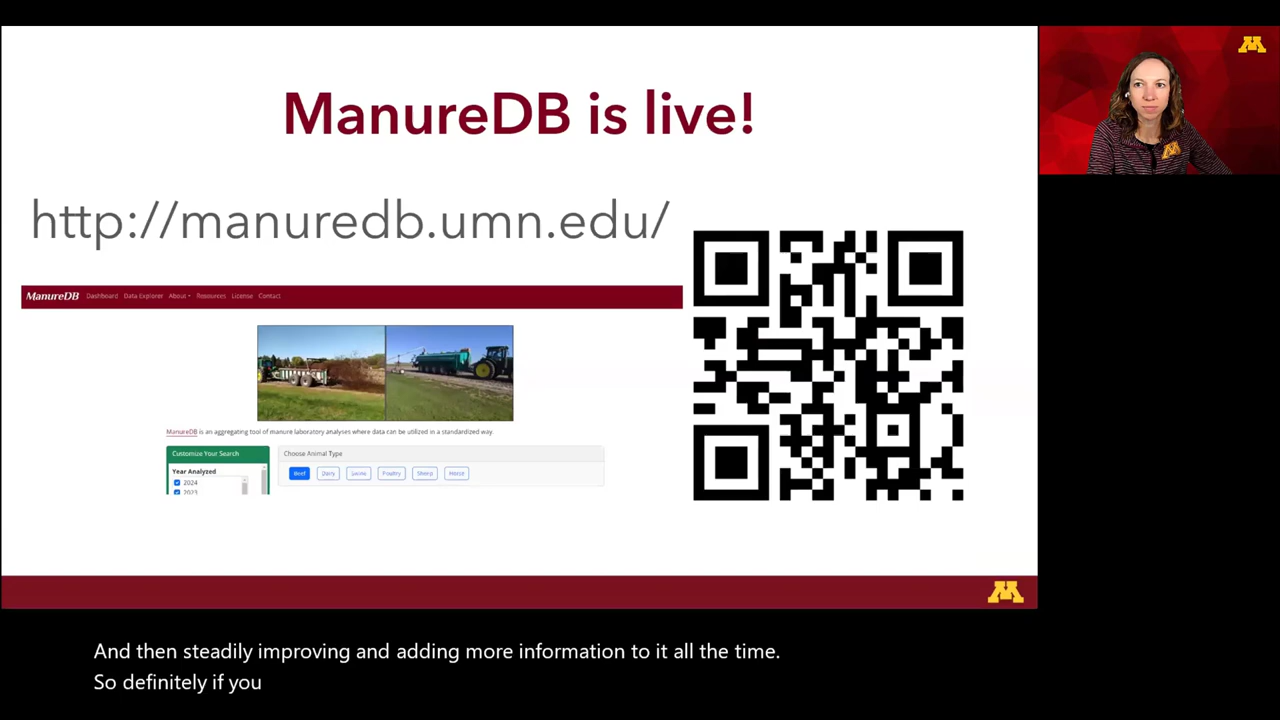 ManureDB is live!
http://manuredb.umn.edu/
ManureDB Dashboard Data Explorer About Resources License Contact
ManureDB is an aggregating tool of manure laboratory analyses where data can be utilized in a standardized way.
Customize Your Search
Choose Animal Type
Year Analyzed
Beef Dairy Swine Poultry Sheep Horse
2024
2023
And then steadily improving and adding more information to it all the time.
So definitely if you